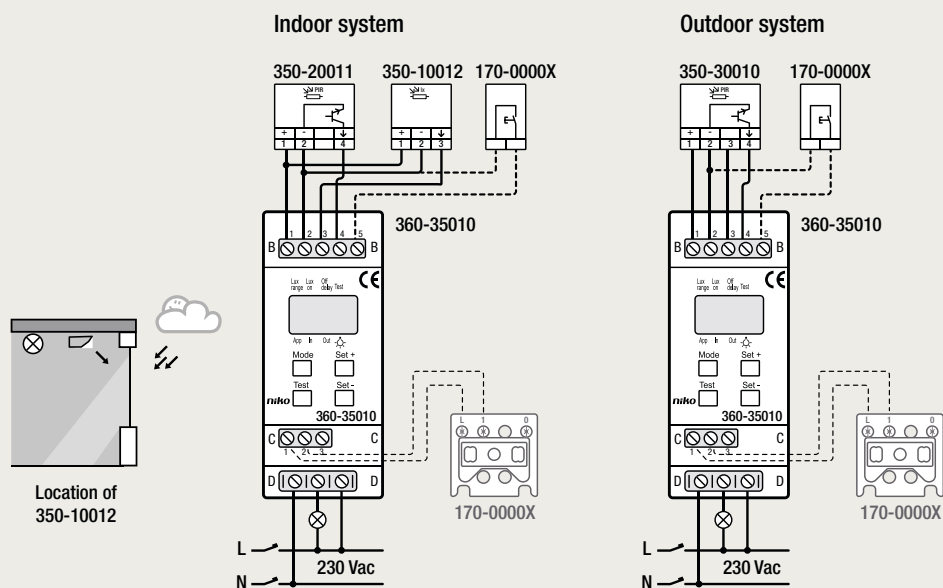 Indoor system
Outdoor system
350-20011
350-10012
170-0000X
350-30010
170-0000X
PIR
lx
PIR
+ -
+ -
+ -
1 2 4
1 2 3
1 2 3 4
360-35010
360-35010
1 2 3 4 5
B B
1 2 3 4 5
B B
CE
CE
Lux range
Lux on
Off delay
Test
Lux range
Lux on
Off delay
Test
App In Out
App In Out
Mode Set +
Mode Set +
Test Set -
Test Set -
niko
360-35010
niko
360-35010
L 1 0
L 1 0
C C
1 2 3
C C
1 2 3
D D
D D
170-0000X
170-0000X
Location of
350-10012
L
230 Vac
N
L
230 Vac
N